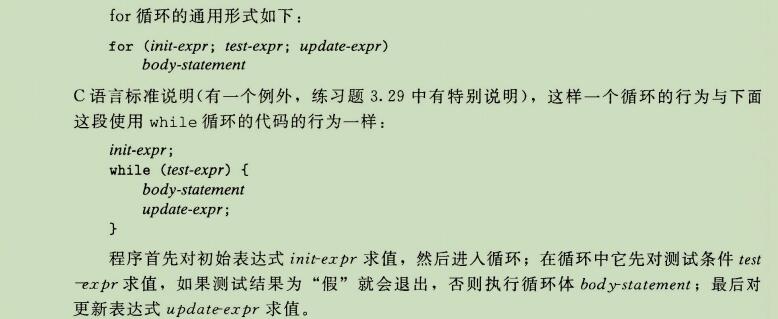 for 循环的通用形式如下:
for (init-expr; test-expr; update-expr)
body-statement
C 语言标准说明(有一个例外, 练习题 3.29 中有特别说明), 这样一个循环的行为与下面
这段使用 while 循环的代码的行为一样:
init-expr;
while (test-expr) {
body-statement
update-expr;
}
程序首先对初始表达式 init-expr 求值, 然后进入循环; 在循环中它先对测试条件 test
-expr 求值, 如果测试结果为“假”就会退出, 否则执行循环体 body-statement; 最后对
更新表达式 update-expr 求值。